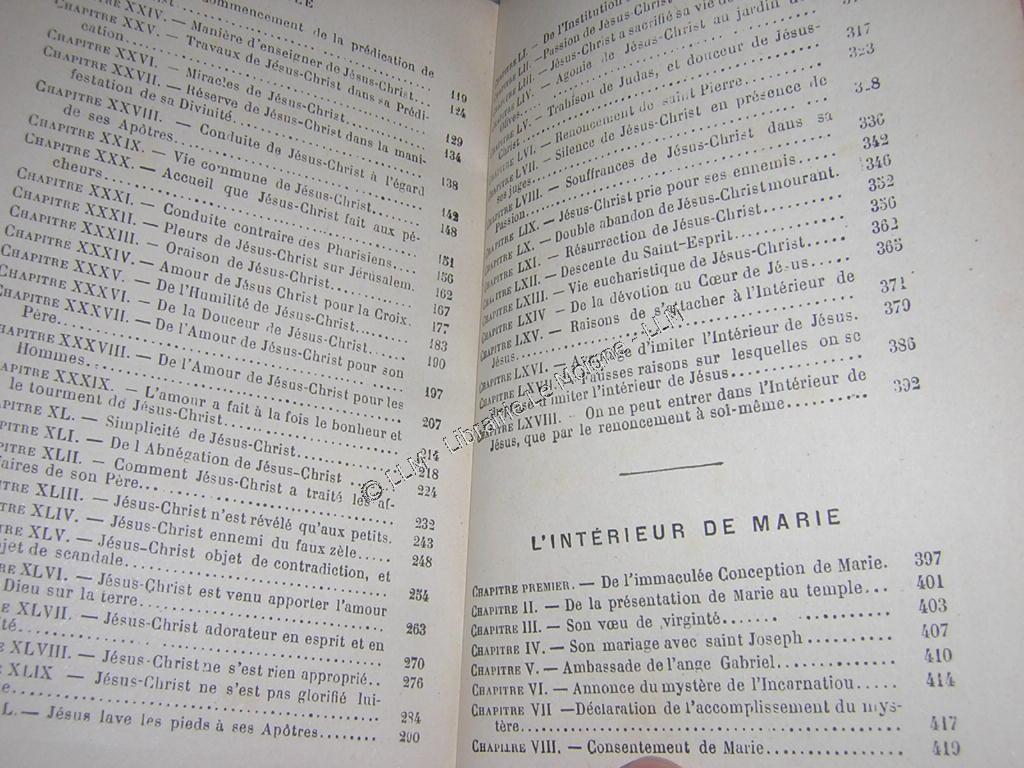 commencement de la prédication de
119
CHAPITRE XXIV. — Manière d'enseigner de Jésus-Christ...
124
CHAPITRE XXV. — Travaux de Jésus-Christ dans sa Prédi-
cation
129
CHAPITRE XXVI. — Miracles de Jésus-Christ
134
CHAPITRE XXVII. — Réserve de Jésus-Christ dans la mani-
festation de sa Divinité
138
CHAPITRE XXVIII. — Conduite de Jésus-Christ à l'égard
de ses Apôtres
142
CHAPITRE XXIX. — Vie commune de Jésus-Christ
148
CHAPITRE XXX. — Accueil que Jésus-Christ fait aux pé-
cheurs
151
CHAPITRE XXXI. — Conduite contraire des Pharisiens
156
CHAPITRE XXXII. — Pleurs de Jésus-Christ sur Jérusalem.
162
CHAPITRE XXXIII. — Oraison de Jésus-Christ
167
CHAPITRE XXXIV. — Amour de Jésus Christ pour la Croix.
177
CHAPITRE XXXV. — De l'Humilité de Jésus-Christ
183
XXXVI. — De la Douceur de Jésus-Christ
190
XXXVII. — De l'Amour de Jésus-Christ pour son
Père
197
XXXVIII. — De l'Amour de Jésus-Christ pour les
Hommes
207
XXXIX. — L'amour a fait à la fois le bonheur et
le tourment de Jésus-Christ
214
XL. — Simplicité de Jésus-Christ
218
XLI. — De l Abnégation de Jésus-Christ
224
XLII. — Comment Jésus-Christ a traité les af-
faires de son Père
232
XLIII. — Jésus-Christ n'est révélé qu'aux petits.
243
XLIV. — Jésus-Christ ennemi du faux zèle
248
XLV. — Jésus-Christ objet de contradiction, et
de scandale
254
XLVI. — Jésus-Christ est venu apporter l'amour
Dieu sur la terre
263
XLVII. — Jésus-Christ adorateur en esprit et en
270
XLVIII. — Jésus-Christ ne s'est rien approprié..
276
XLIX — Jésus-Christ ne s'est pas glorifié lui-
284
L. — Jésus lave les pieds à ses Apôtres
290
LI. — De l'Institution
LII. — Passion de Jésus-Christ
LIII. — Jésus-Christ a sacrifié sa vie
LIV. — Agonie de Jésus-Christ au jardin des
Olives
317
LV. — Trahison de Judas, et douceur de Jésus-
Christ
323
LVI. — Renoncement de saint Pierre
LVII. — Silence de Jésus-Christ en présence de
ses juges
328
LVIII. — Souffrances de Jésus-Christ dans sa
Passion
336
CHAPITRE LIX. — Jésus-Christ prie pour ses ennemis
342
CHAPITRE LX. — Double abandon de Jésus-Christ mourant.
346
CHAPITRE LXI. — Résurrection de Jésus-Christ
352
CHAPITRE LXII. — Descente du Saint-Esprit
356
CHAPITRE LXIII. — Vie eucharistique de Jésus-Christ
362
CHAPITRE LXIV — De la dévotion au Cœur de Jésus
365
CHAPITRE LXV. — Raisons de s'attacher à l'Intérieur de
Jésus
371
CHAPITRE LXVI. — d'imiter l'Intérieur de Jésus.
379
CHAPITRE LXVII. — Fausses raisons sur lesquelles on se
d'imiter l'intérieur de Jésus
386
CHAPITRE LXVIII. — On ne peut entrer dans l'Intérieur de
Jésus, que par le renoncement à soi-même
392
L'INTÉRIEUR DE MARIE
CHAPITRE PREMIER. — De l'immaculée Conception de Marie. 397
CHAPITRE II. — De la présentation de Marie au temple... 401
CHAPITRE III. — Son vœu de virginté 403
CHAPITRE IV. — Son mariage avec saint Joseph 407
CHAPITRE V. — Ambassade de l'ange Gabriel 410
CHAPITRE VI. — Annonce du mystère de l'Incarnation 414
CHAPITRE VII —Déclaration de l'accomplissement du mys-
tère 417
CHAPITRE VIII. — Consentement de Marie 419
© LLM - Librairie Le Moigne - LLM